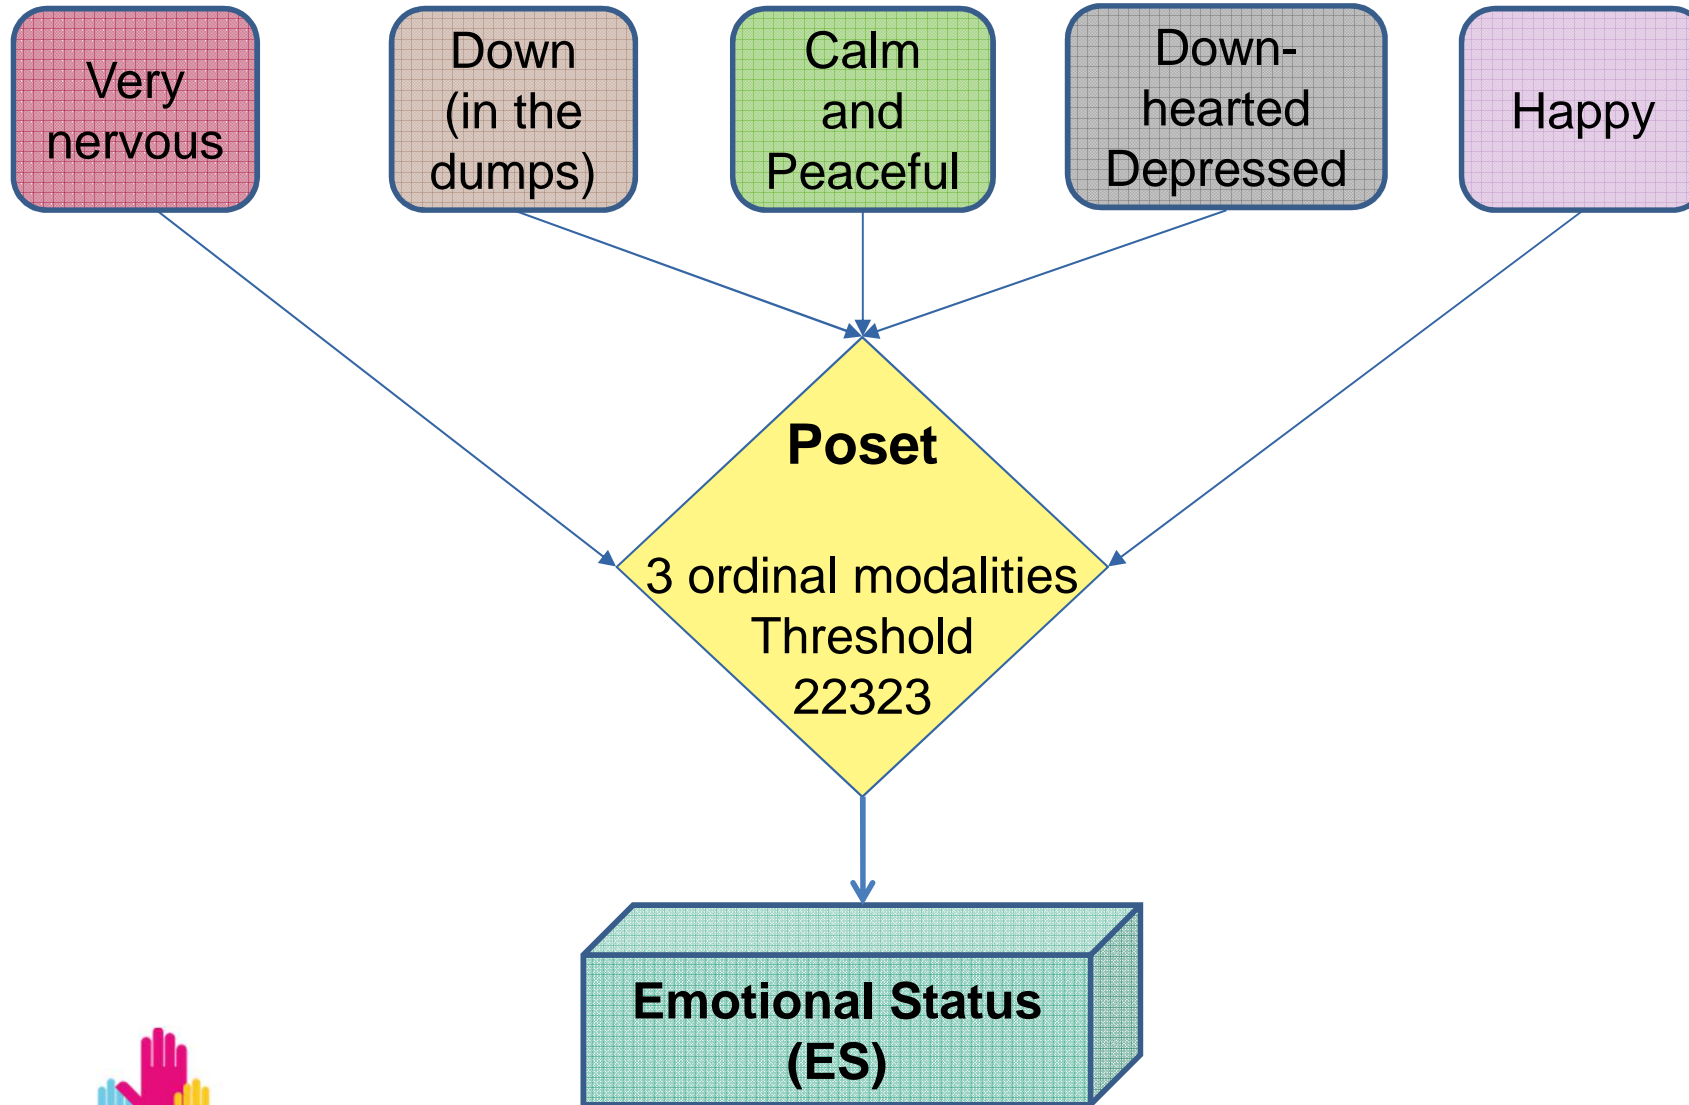 Very
nervous
Down
(in the
dumps)
Calm
and
Peaceful
Down-
hearted
Depressed
Happy
Poset
3 ordinal modalities
Threshold
22323
Emotional Status
(ES)